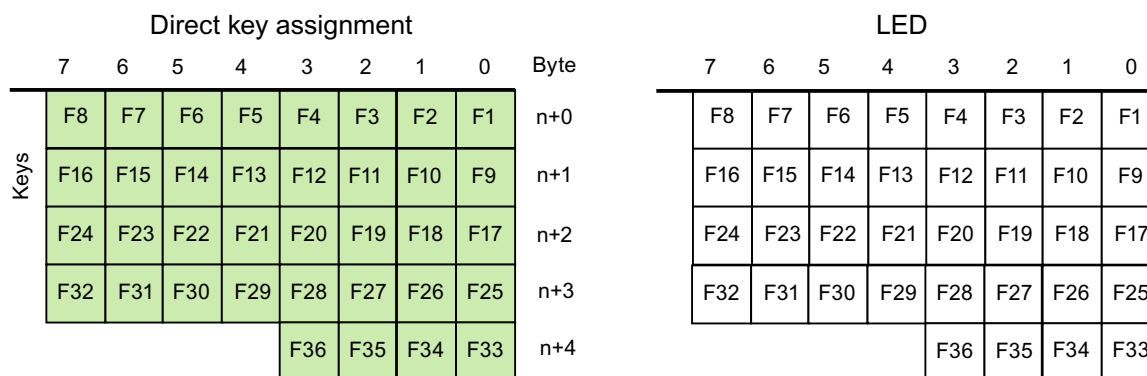 Direct key assignment LED
7 6 5 4 3 2 1 0 Byte 7 6 5 4 3 2 1 0
Keys
F8 F7 F6 F5 F4 F3 F2 F1 n+0 F8 F7 F6 F5 F4 F3 F2 F1
F16 F15 F14 F13 F12 F11 F10 F9 n+1 F16 F15 F14 F13 F12 F11 F10 F9
F24 F23 F22 F21 F20 F19 F18 F17 n+2 F24 F23 F22 F21 F20 F19 F18 F17
F32 F31 F30 F29 F28 F27 F26 F25 n+3 F32 F31 F30 F29 F28 F27 F26 F25
F36 F35 F34 F33 n+4 F36 F35 F34 F33